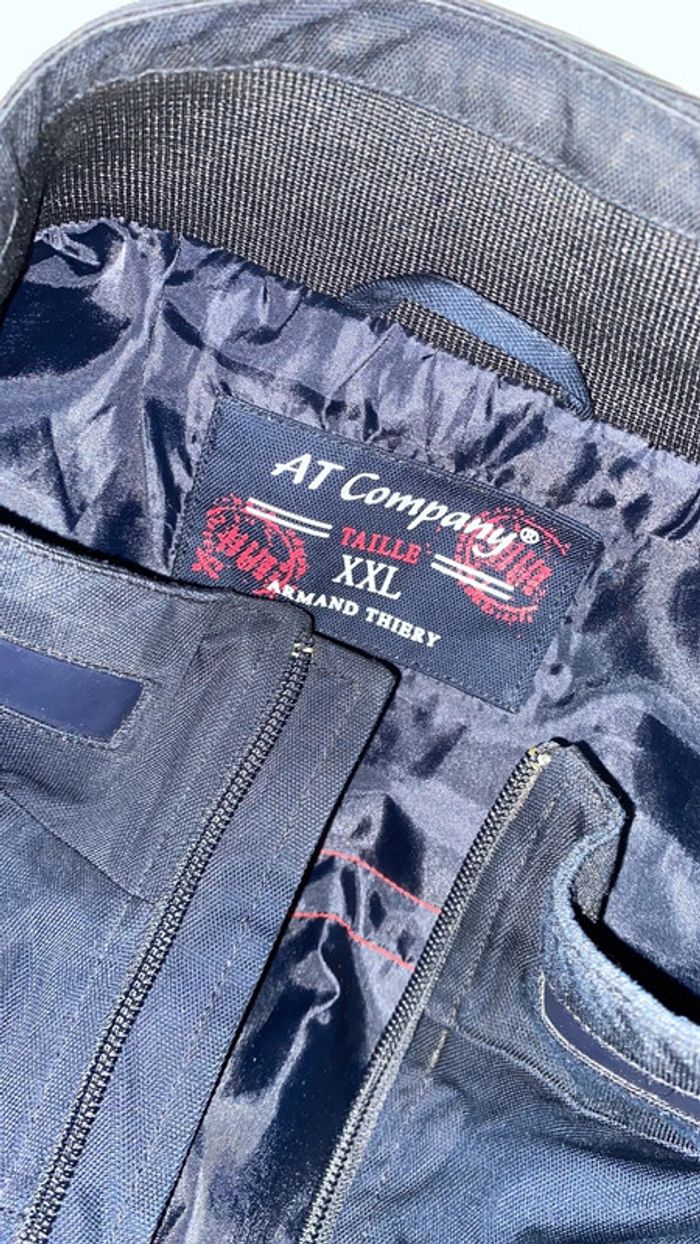 AT Company®
TAILLE
XXL
ARMAND THIERY